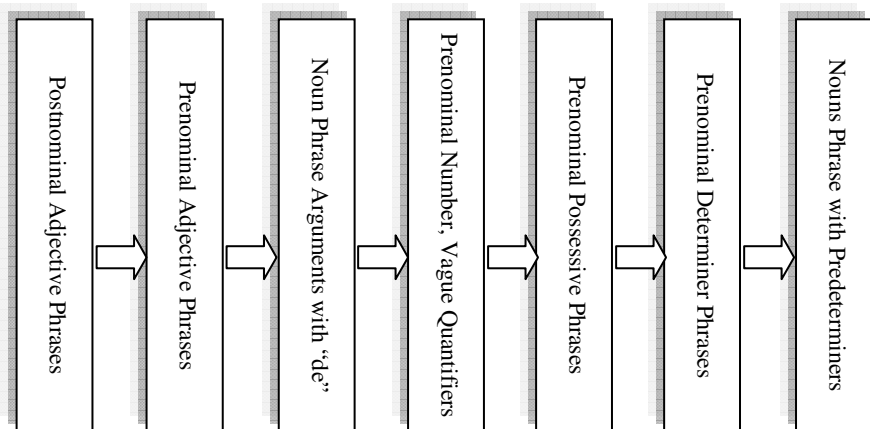 Postnominal Adjective Phrases
Prenominal Adjective Phrases
Noun Phrase Arguments with “de”
Prenominal Number, Vague Quantifiers
Prenominal Possessive Phrases
Prenominal Determiner Phrases
Nouns Phrase with Predeterminers